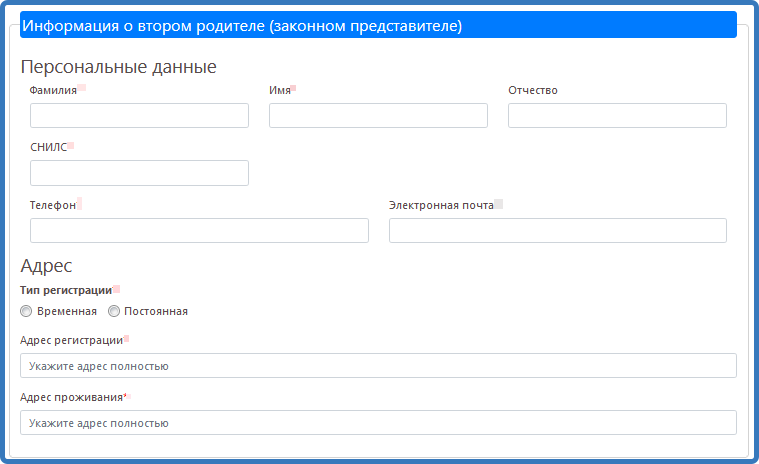 Информация о втором родителе (законном представителе)
Персональные данные
Фамилия Имя Отчество
СНИЛС
Телефон Электронная почта
Адрес
Тип регистрации
Временная Постоянная
Адрес регистрации
Укажите адрес полностью
Адрес проживания*
Укажите адрес полностью